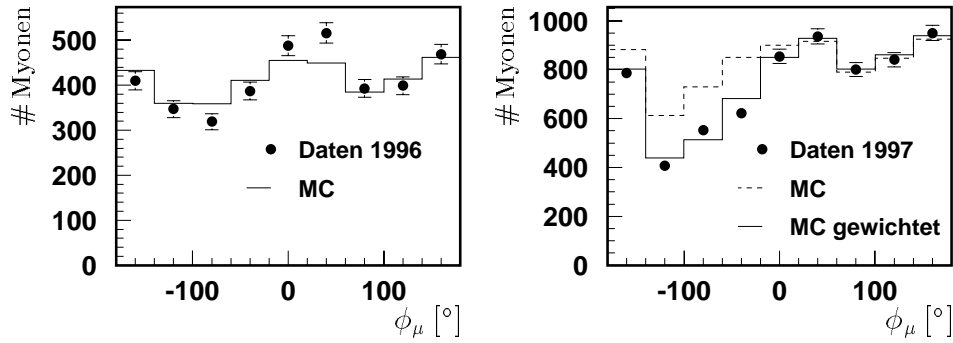 # Myonen
500
400
300
200
100
0
Daten 1996
MC
-100 0 100
ϕμ [°]
# Myonen
1000
800
600
400
200
0
Daten 1997
MC
MC gewichtet
-100 0 100
ϕμ [°]